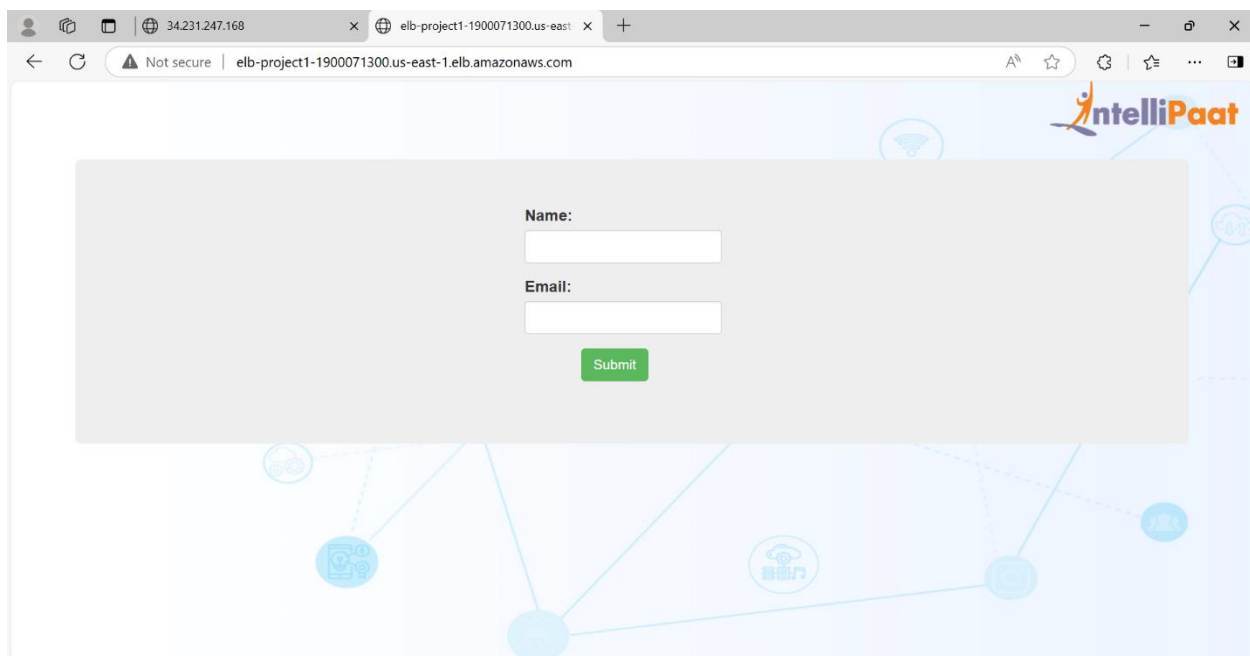 34.231.247.168
elb-project1-1900071300.us-east
Not secure
elb-project1-1900071300.us-east-1.elb.amazonaws.com
IntelliPaat
Name:
Email:
Submit